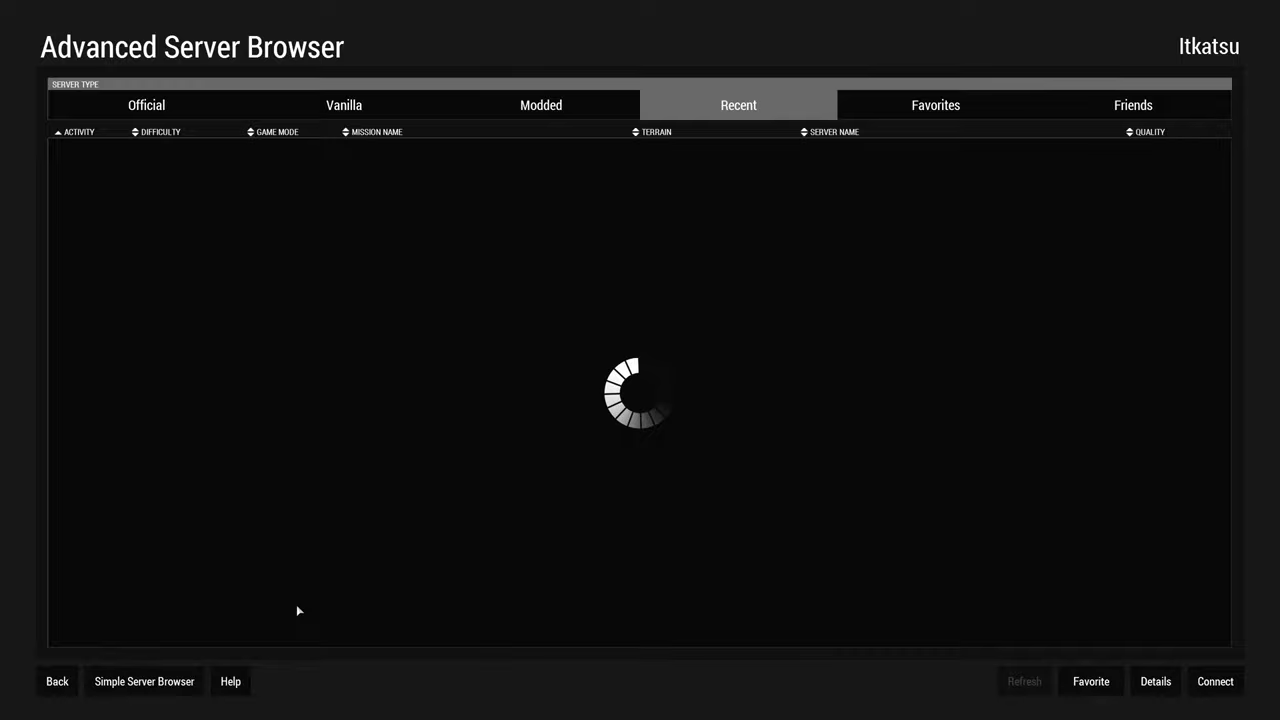 Advanced Server Browser
Itkatsu
SERVER TYPE
Official Vanilla Modded Recent Favorites Friends
ACTIVITY DIFFICULTY GAME MODE MISSION NAME TERRAIN SERVER NAME QUALITY
Back Simple Server Browser Help Refresh Favorite Details Connect